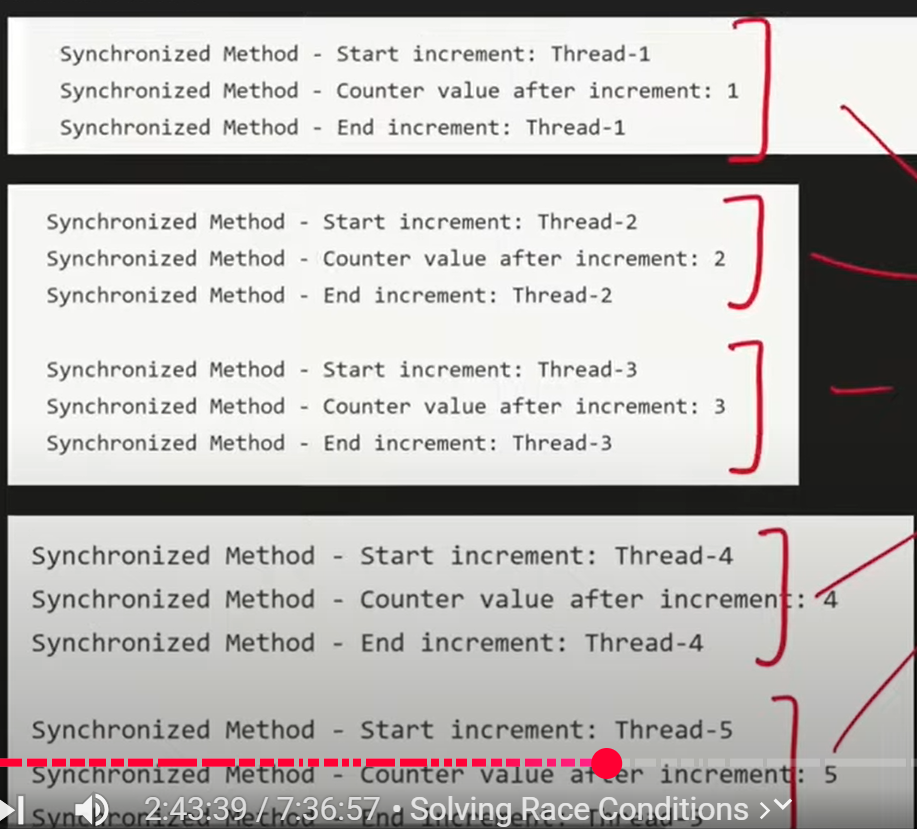 Synchronized Method - Start increment: Thread-1
Synchronized Method - Counter value after increment: 1
Synchronized Method - End increment: Thread-1
Synchronized Method - Start increment: Thread-2
Synchronized Method - Counter value after increment: 2
Synchronized Method - End increment: Thread-2
Synchronized Method - Start increment: Thread-3
Synchronized Method - Counter value after increment: 3
Synchronized Method - End increment: Thread-3
Synchronized Method - Start increment: Thread-4
Synchronized Method - Counter value after increment: 4
Synchronized Method - End increment: Thread-4
Synchronized Method - Start increment: Thread-5
Synchronized Method - Counter value after increment: 5
2:43:39 / 7:36:57 • Solving Race Conditions >